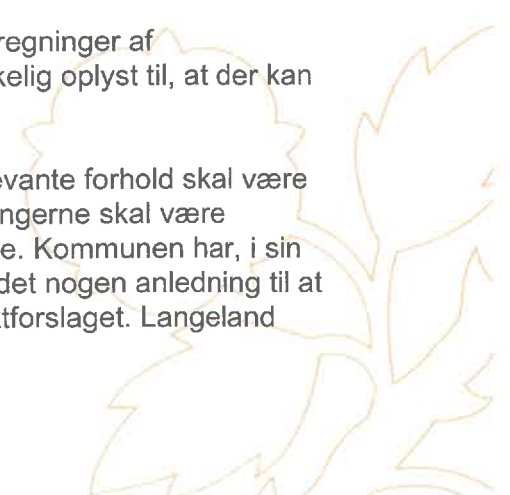 regninger af
kelig oplyst til, at der kan
evante forhold skal være
ngerne skal være
e. Kommunen har, i sin
det nogen anledning til at
tforslaget. Langeland